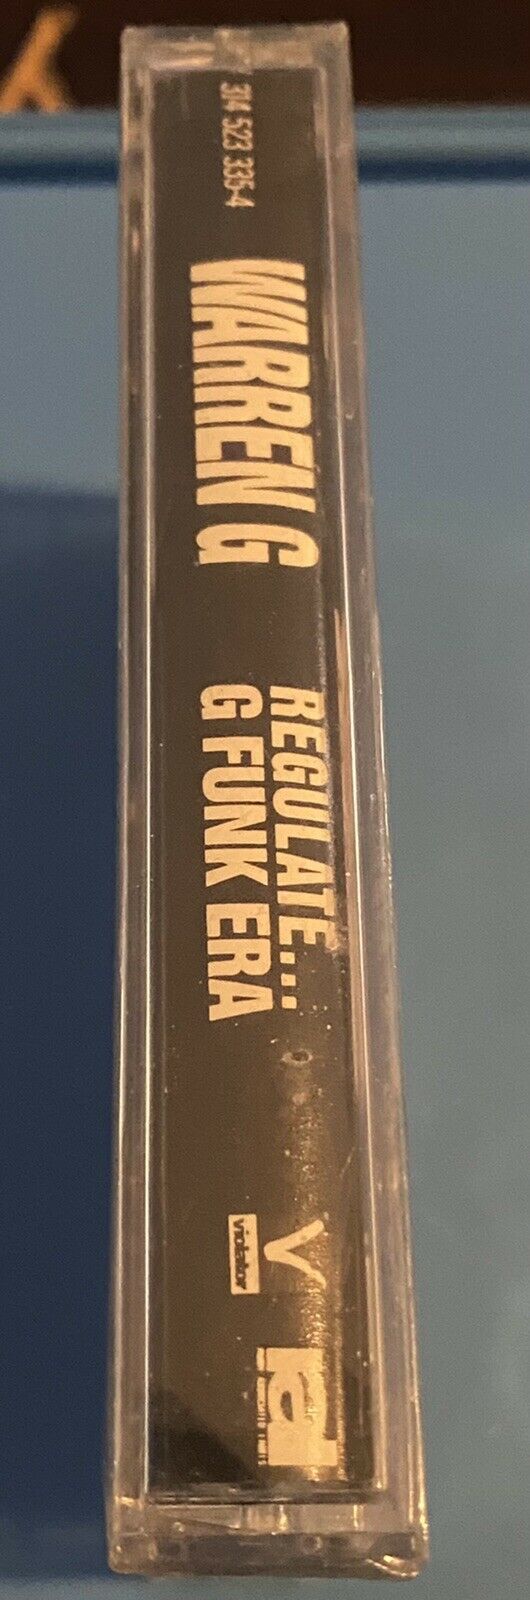 314 523 335-4
WARREN G
REGULATE...
G FUNK ERA
Violator